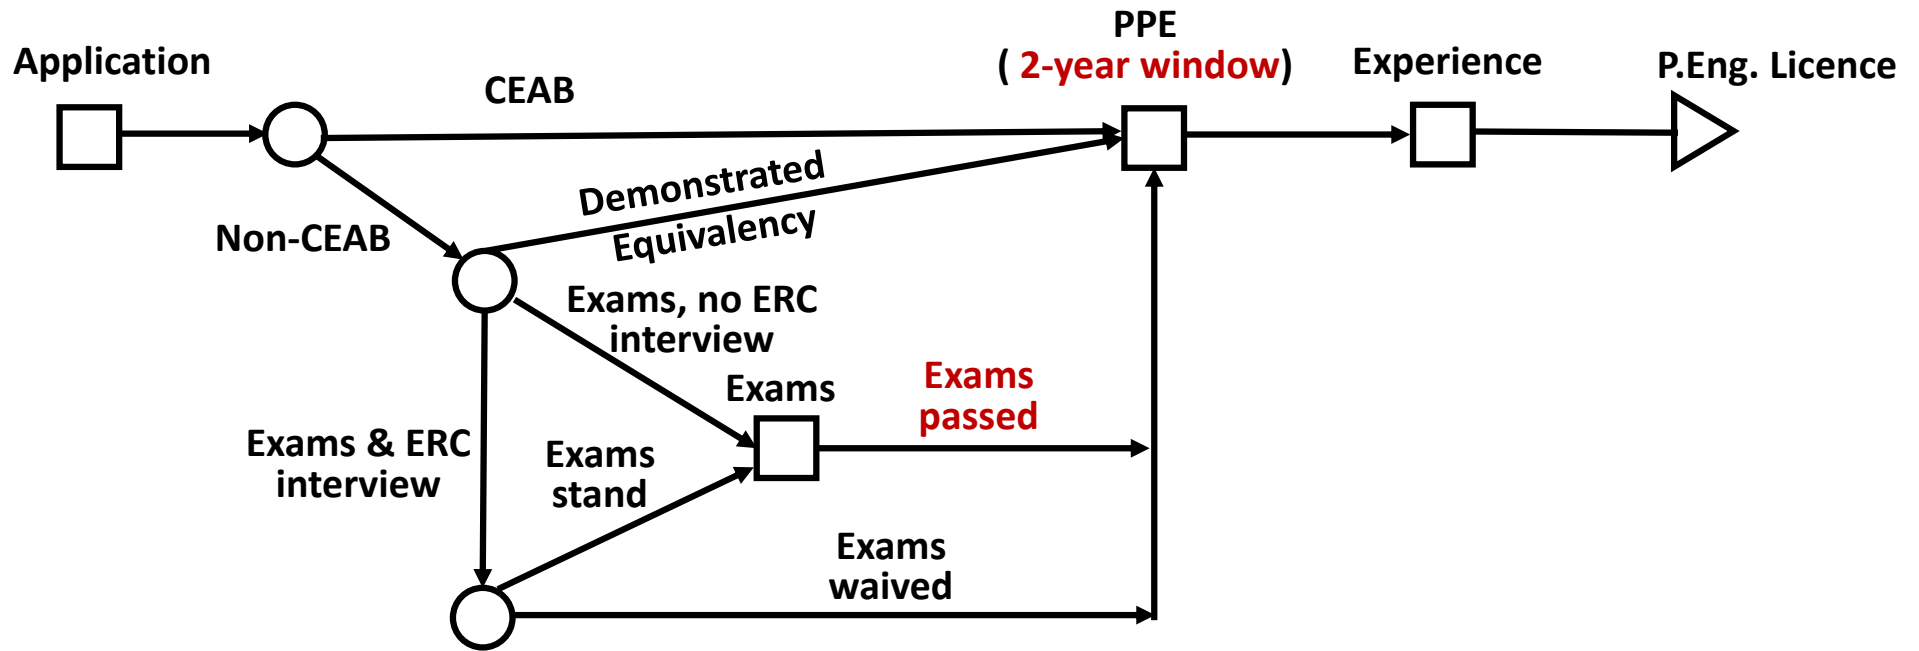 PPE
( 2-year window)
Application
Experience
P.Eng. Licence
CEAB
Demonstrated
Equivalency
Non-CEAB
Exams, no ERC
interview
Exams
Exams
passed
Exams & ERC
interview
Exams
stand
Exams
waived